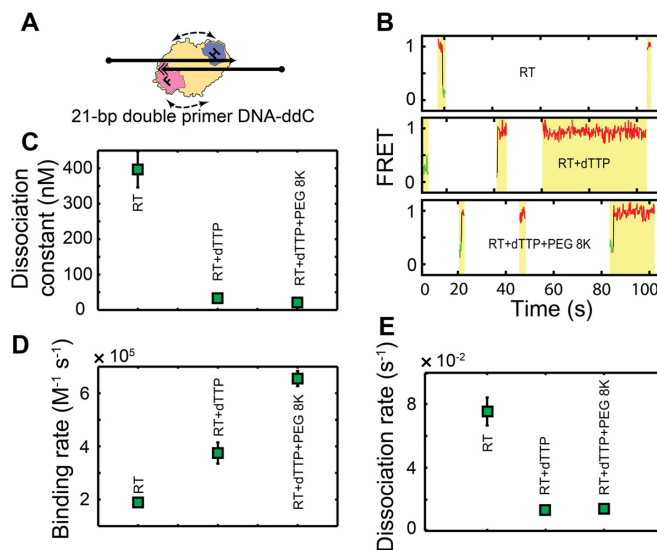 A
H
F
21-bp double primer DNA-ddC
B
1
0
RT
FRET
1
0
RT+dTTP
1
0
RT+dTTP+PEG 8K
0 20 40 60 80 100
Time (s)
C
Dissociation
constant (nM)
400
300
200
100
0
RT
RT+dTTP
RT+dTTP+PEG 8K
D
× 10⁵
Binding rate (M⁻¹ s⁻¹)
6
4
2
RT
RT+dTTP
RT+dTTP+PEG 8K
E
× 10⁻²
Dissociation rate (s⁻¹)
8
4
0
RT
RT+dTTP
RT+dTTP+PEG 8K